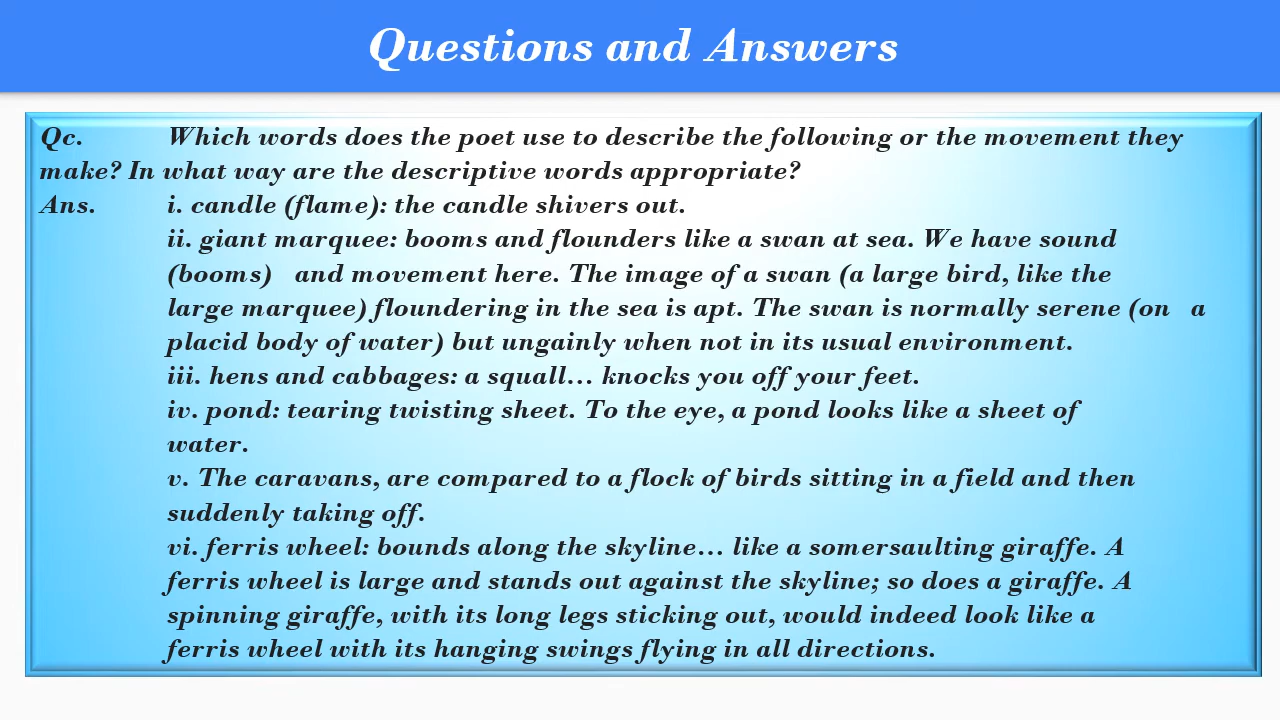 Questions and Answers
Qc. Which words does the poet use to describe the following or the movement they
make? In what way are the descriptive words appropriate?
Ans. i. candle (flame): the candle shivers out.
ii. giant marquee: booms and flounders like a swan at sea. We have sound
(booms) and movement here. The image of a swan (a large bird, like the
large marquee) floundering in the sea is apt. The swan is normally serene (on a
placid body of water) but ungainly when not in its usual environment.
iii. hens and cabbages: a squall... knocks you off your feet.
iv. pond: tearing twisting sheet. To the eye, a pond looks like a sheet of
water.
v. The caravans, are compared to a flock of birds sitting in a field and then
suddenly taking off.
vi. ferris wheel: bounds along the skyline... like a somersaulting giraffe. A
ferris wheel is large and stands out against the skyline; so does a giraffe. A
spinning giraffe, with its long legs sticking out, would indeed look like a
ferris wheel with its hanging swings flying in all directions.